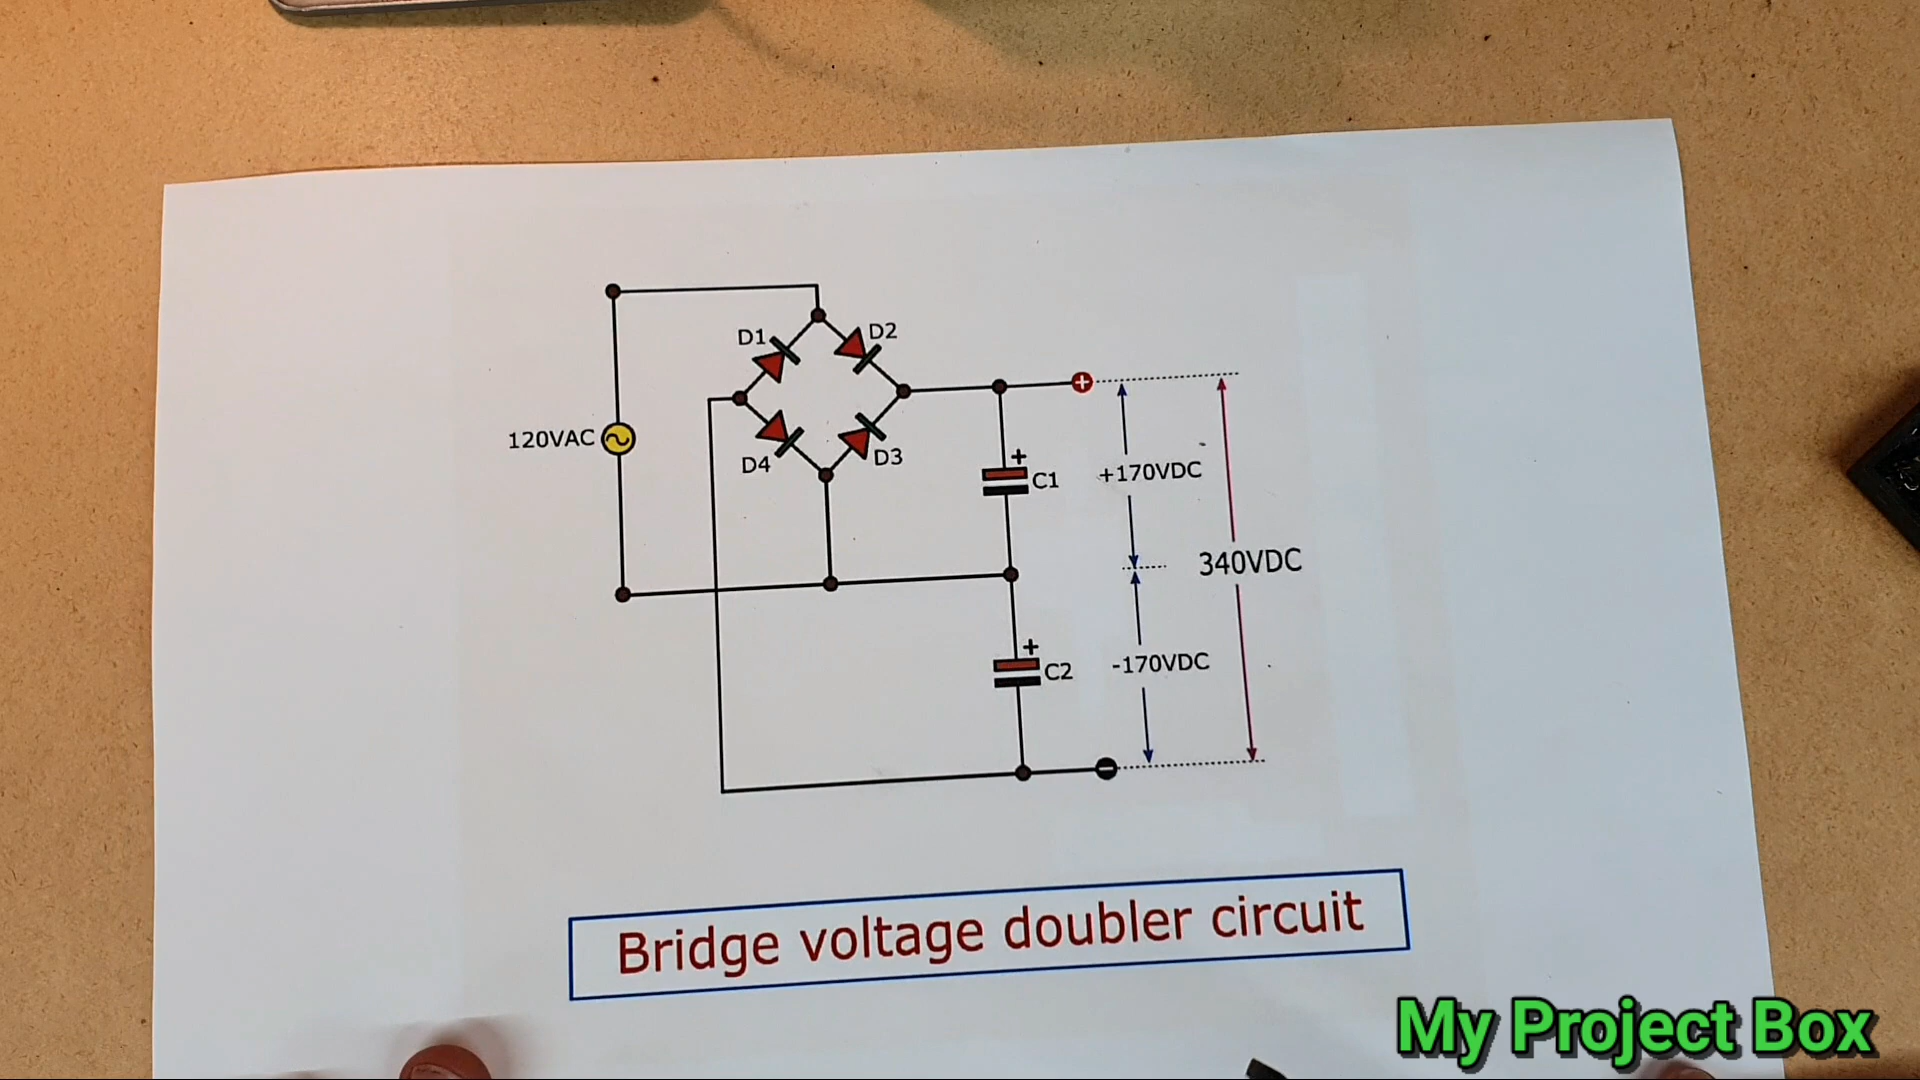 D1
D2
120VAC
D4
D3
+
C1
+170VDC
340VDC
+
C2
-170VDC
Bridge voltage doubler circuit
My Project Box